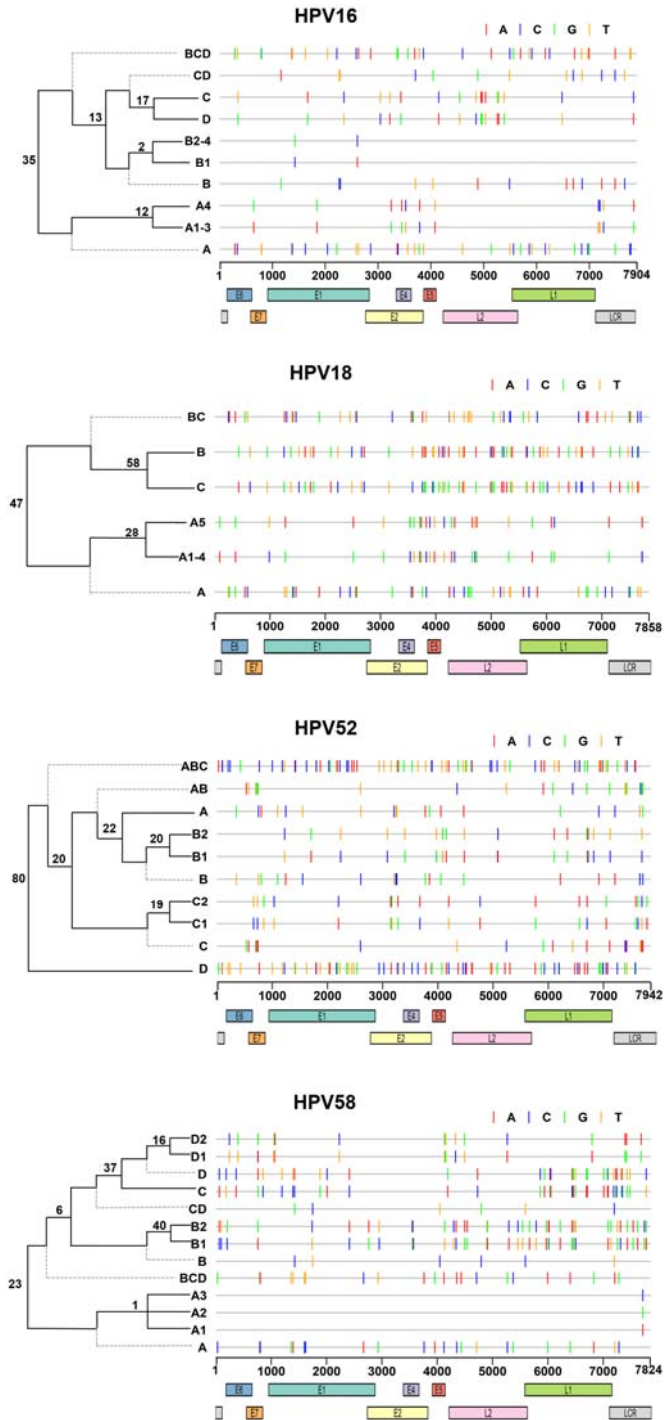 HPV16
A C G T
BCD
CD
17 C
13 D
B2-4
2 B1
35 B
A4
12 A1-3
A
1000 2000 3000 4000 5000 6000 7000 7904
E6 E1 E4 E5 L1
E7 E2 L2 LCR
HPV18
A C G T
BC
B
58 C
47
A5
28 A1-4
A
1000 2000 3000 4000 5000 6000 7000 7858
E6 E1 E4 E5 L1
E7 E2 L2 LCR
HPV52
A C G T
ABC
AB
A
22 B2
20 B1
20 B
80 C2
19 C1
C
D
1000 2000 3000 4000 5000 6000 7000 7942
E6 E1 E4 E5 L1
E7 E2 L2 LCR
HPV58
A C G T
16 D2
D1
37 D
C
6 CD
40 B2
B1
B
23 BCD
A3
1 A2
A1
A
1000 2000 3000 4000 5000 6000 7000 7824
E6 E1 E4 E5 L1
E7 E2 L2 LCR